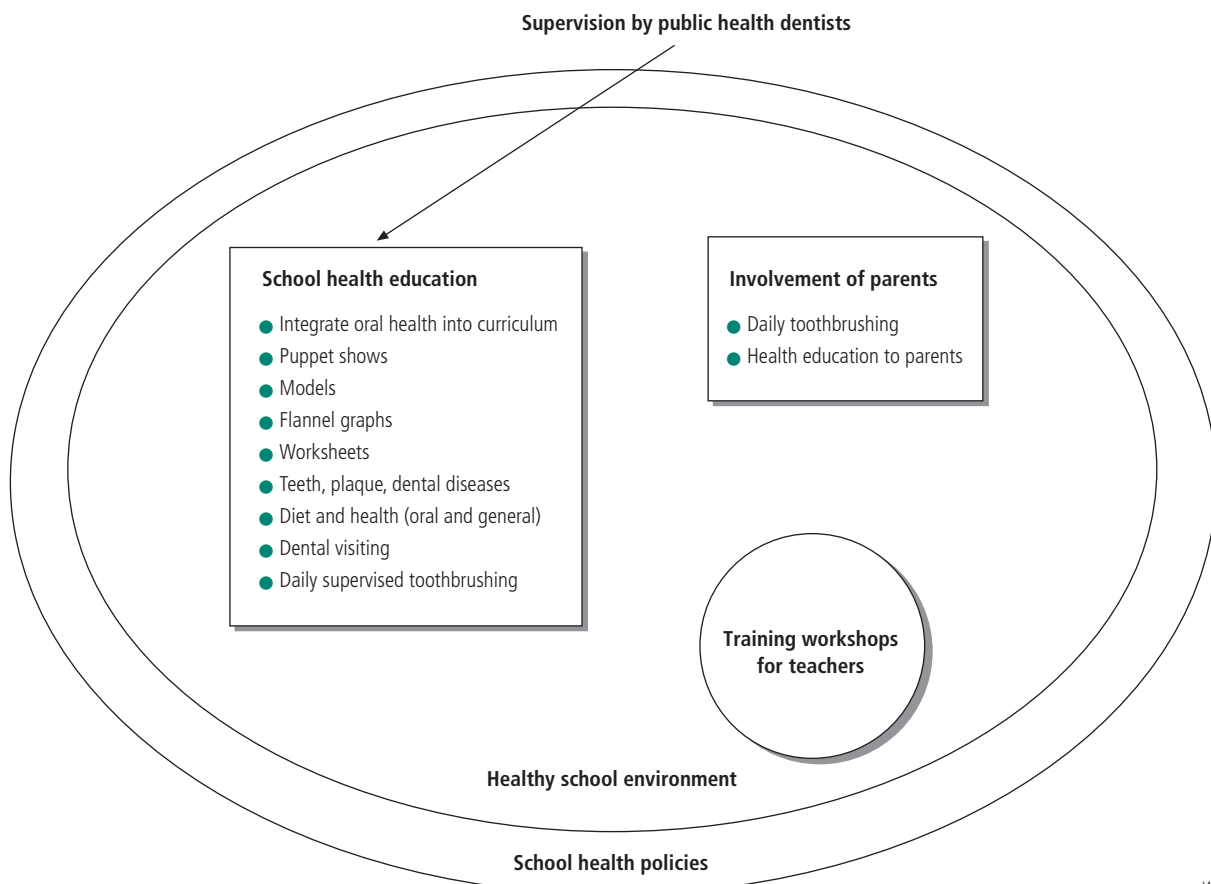 Supervision by public health dentists
School health education
Integrate oral health into curriculum
Puppet shows
Models
Flannel graphs
Worksheets
Teeth, plaque, dental diseases
Diet and health (oral and general)
Dental visiting
Daily supervised toothbrushing
Involvement of parents
Daily toothbrushing
Health education to parents
Training workshops
for teachers
Healthy school environment
School health policies